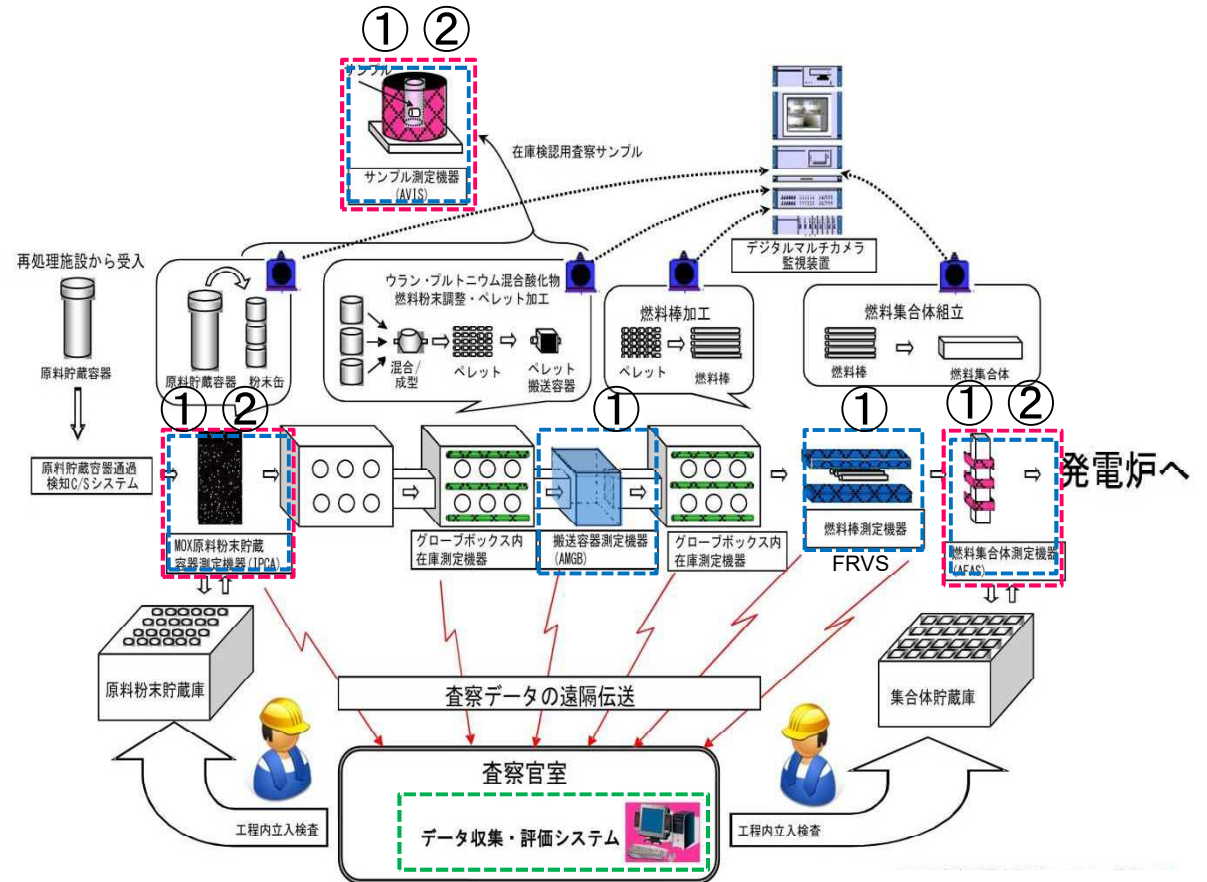 ① ②
サンプル
在庫検認用査察サンプル
サンプル測定機器
(AVIS)
デジタルマルチカメラ
監視装置
再処理施設から受入
原料貯蔵容器
原料貯蔵容器
粉末缶
ウラン・プルトニウム混合酸化物
燃料粉末調整・ペレット加工
混合/
成型
ペレット
ペレット
搬送容器
燃料棒加工
ペレット
燃料棒
燃料集合体組立
燃料棒
燃料集合体
① ②
①
①
① ②
原料貯蔵容器通過
検知C/Sシステム
MOX原料粉末貯蔵
容器測定機器(IPCA)
グローブボックス内
在庫測定機器
搬送容器測定機器
(AMGB)
グローブボックス内
在庫測定機器
燃料棒測定機器
FRVS
燃料集合体測定機器
(AFAS)
発電炉へ
原料粉末貯蔵庫
査察データの遠隔伝送
集合体貯蔵庫
査察官室
工程内立入検査
データ収集・評価システム
工程内立入検査